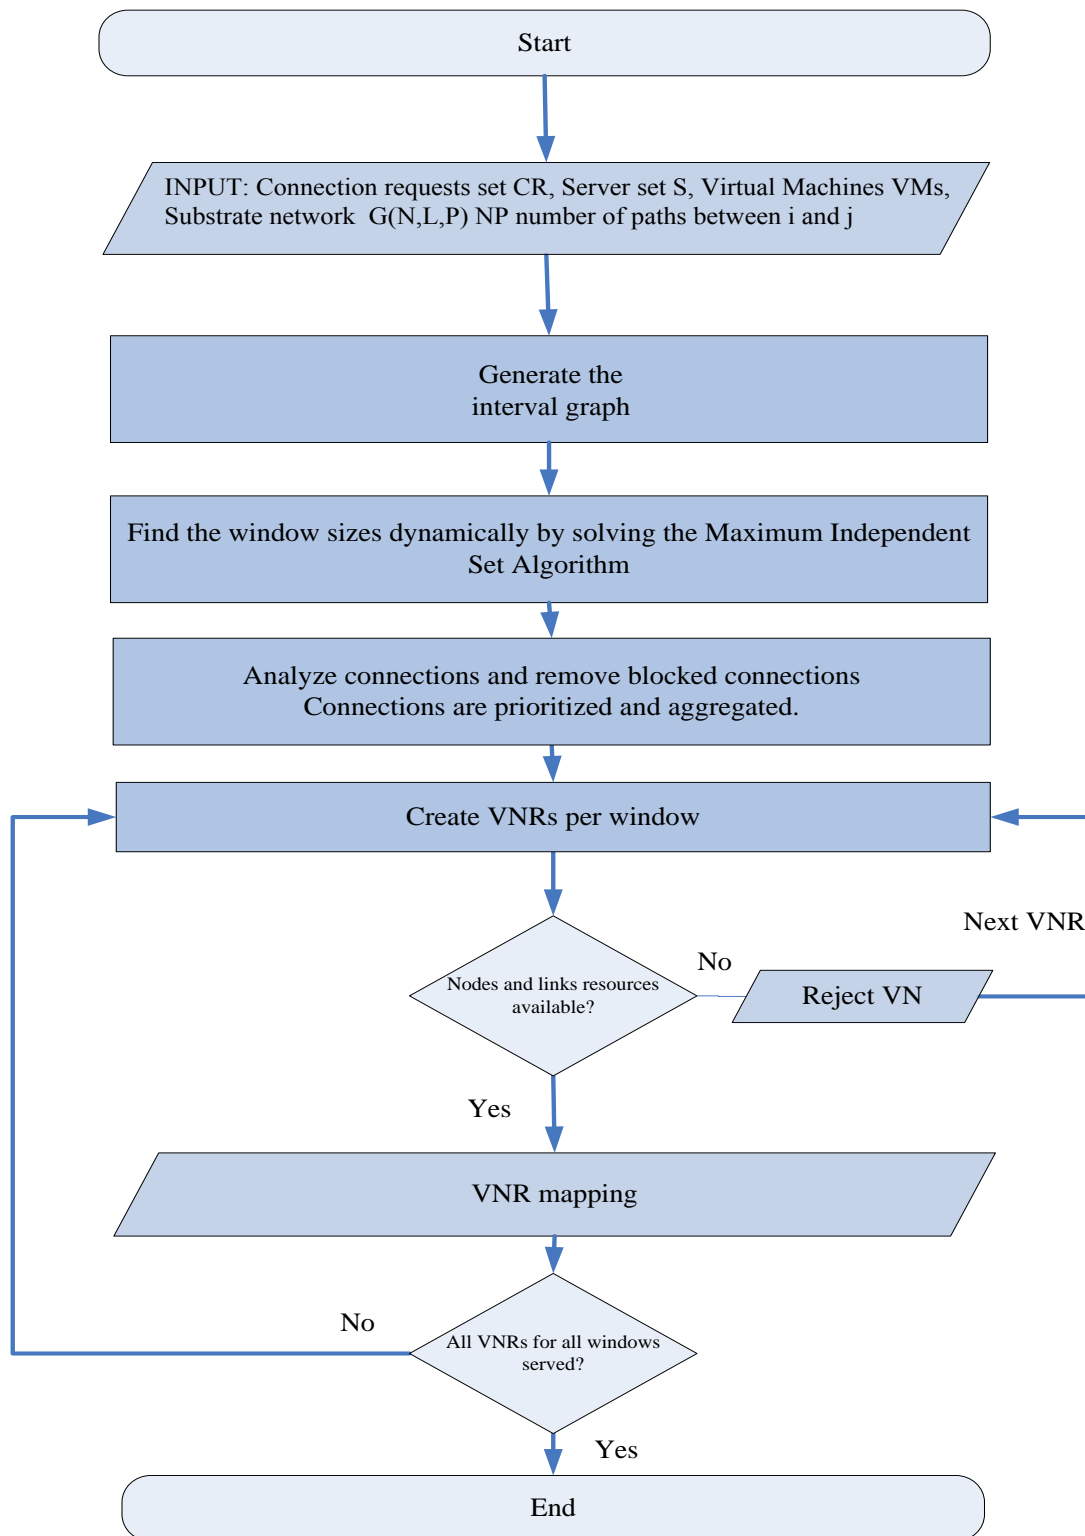 Start
INPUT: Connection requests set CR, Server set S, Virtual Machines VMs,
Substrate network G(N,L,P) NP number of paths between i and j
Generate the
interval graph
Find the window sizes dynamically by solving the Maximum Independent
Set Algorithm
Analyze connections and remove blocked connections
Connections are prioritized and aggregated.
Create VNRs per window
Next VNR
No
Nodes and links resources
available?
Reject VN
Yes
VNR mapping
No
All VNRs for all windows
served?
Yes
End